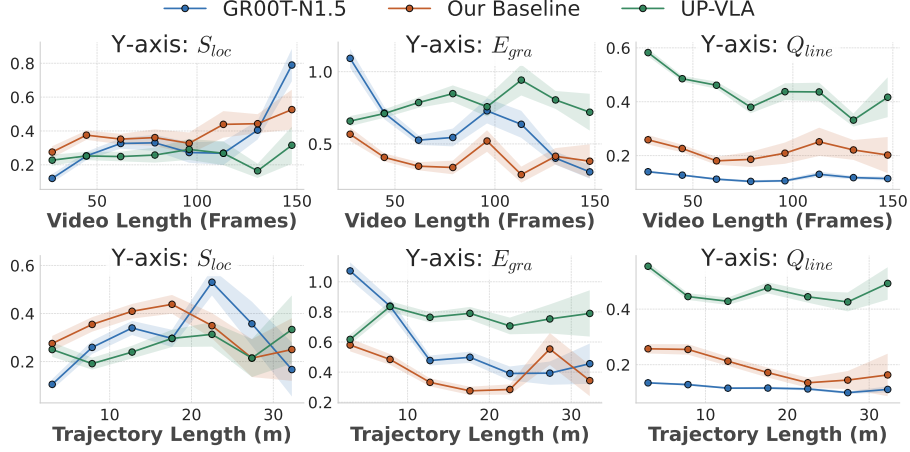 GR00T-N1.5 Our Baseline UP-VLA
Y-axis: S_loc Y-axis: E_gra Y-axis: Q_line
0.8
0.6
0.4
0.2
1.0
0.5
0.6
0.4
0.2
50 100 150 50 100 150 50 100 150
Video Length (Frames) Video Length (Frames) Video Length (Frames)
Y-axis: S_loc Y-axis: E_gra Y-axis: Q_line
0.6
0.4
0.2
1.0
0.8
0.6
0.4
0.2
0.4
0.2
10 20 30 10 20 30 10 20 30
Trajectory Length (m) Trajectory Length (m) Trajectory Length (m)